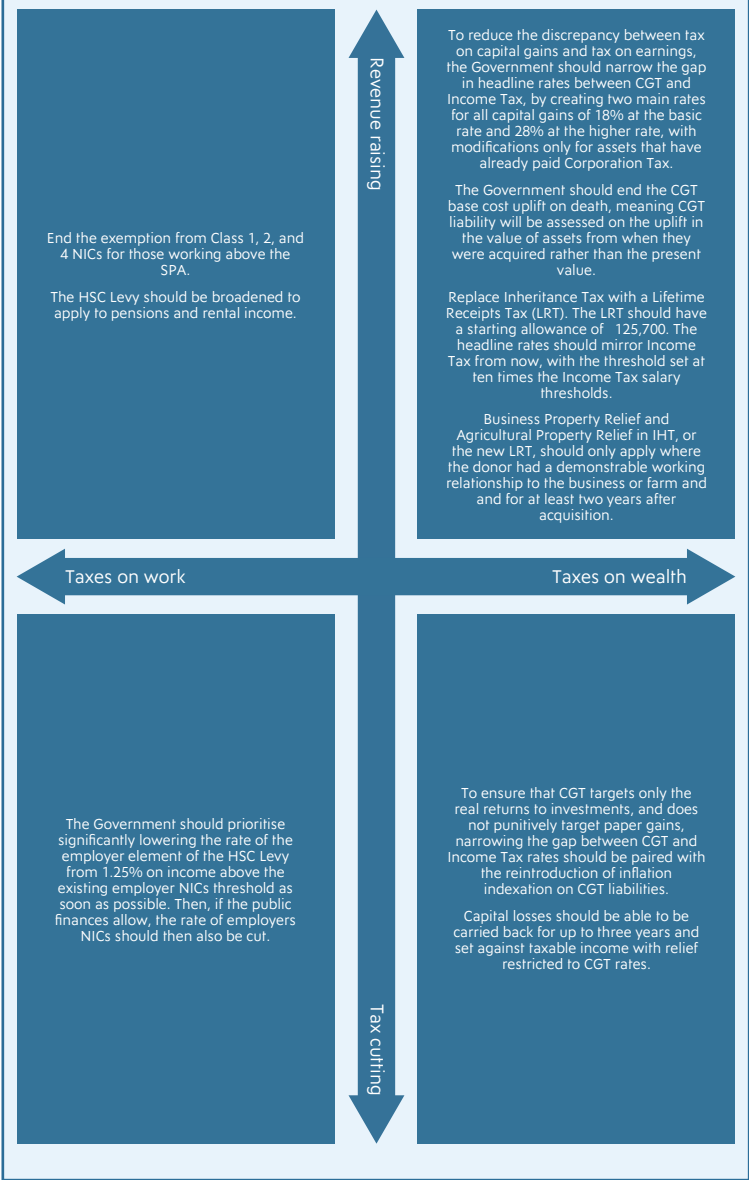 Revenue raising
End the exemption from Class 1, 2, and
4 NICs for those working above the
SPA.
The HSC Levy should be broadened to
apply to pensions and rental income.
To reduce the discrepancy between tax
on capital gains and tax on earnings,
the Government should narrow the gap
in headline rates between CGT and
Income Tax, by creating two main rates
for all capital gains of 18% at the basic
rate and 28% at the higher rate, with
modifications only for assets that have
already paid Corporation Tax.
The Government should end the CGT
base cost uplift on death, meaning CGT
liability will be assessed on the uplift in
the value of assets from when they
were acquired rather than the present
value.
Replace Inheritance Tax with a Lifetime
Receipts Tax (LRT). The LRT should have
a starting allowance of 125,700. The
headline rates should mirror Income
Tax from now, with the threshold set at
ten times the Income Tax salary
thresholds.
Business Property Relief and
Agricultural Property Relief in IHT, or
the new LRT, should only apply where
the donor had a demonstrable working
relationship to the business or farm and
and for at least two years after
acquisition.
Taxes on work
Taxes on wealth
The Government should prioritise
significantly lowering the rate of the
employer element of the HSC Levy
from 1.25% on income above the
existing employer NICs threshold as
soon as possible. Then, if the public
finances allow, the rate of employers
NICs should then also be cut.
To ensure that CGT targets only the
real returns to investments, and does
not punitively target paper gains,
narrowing the gap between CGT and
Income Tax rates should be paired with
the reintroduction of inflation
indexation on CGT liabilities.
Capital losses should be able to be
carried back for up to three years and
set against taxable income with relief
restricted to CGT rates.
Tax cutting